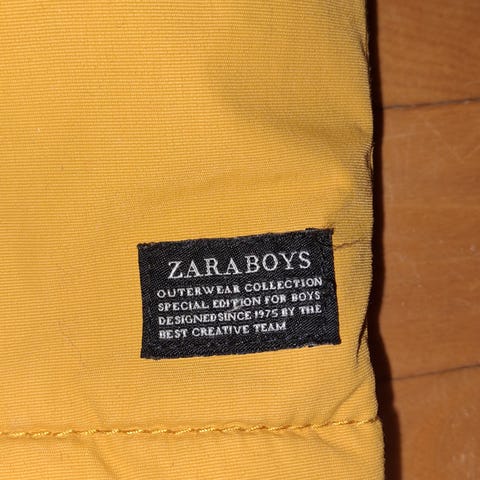 ZARABOYS
OUTERWEAR COLLECTION
SPECIAL EDITION FOR BOYS
DESIGNEDSINCE 1975 BY THE
BEST CREATIVE TEAM